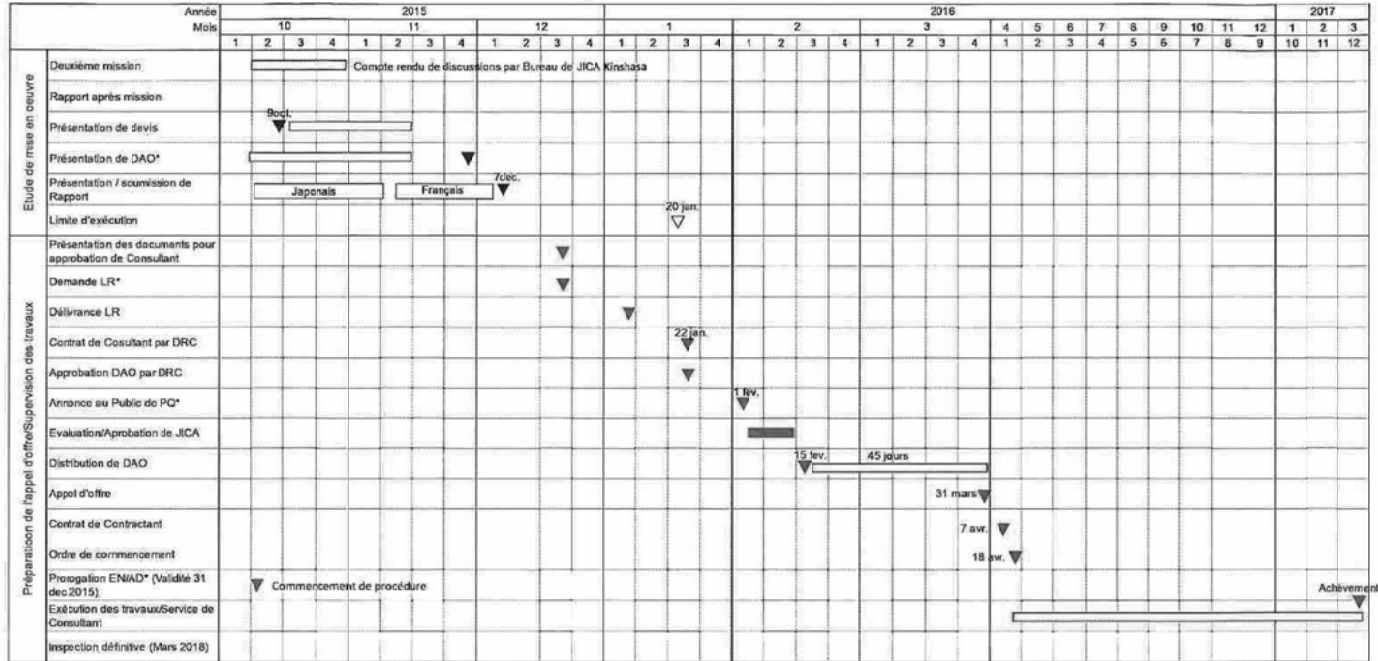 Année 2015 2016 2017
Mois 10 11 12 1 2 3 4 5 6 7 8 9 10 11 12 1 2 3
1 2 3 4 1 2 3 4 1 2 3 4 1 2 3 4 1 2 3 4 1 2 3 4 1 2 3 4 5 6 7 8 9 10 11 12
Etude de mise en oeuvre
Deuxième mission
Compte rendu de discussions par Bureau de JICA Kinshasa
Rapport après mission
9oct.
Présentation de devis
Présentation de DAO*
7déc.
Présentation / soumission de
Rapport
Japonais Français
20 jan.
Limite d'exécution
Préparatioon de l'appel d'offre/Supervision des travaux
Présentation des documents pour
approbation de Consultant
Demande LR*
Délivrance LR
22 jan.
Contrat de Cosultant par DRC
Approbation DAO par DRC
1 fév.
Annonce au Public de PQ*
Evaluation/Aprobation de JICA
15 fev. 45 jours
Distribution de DAO
Appel d'offre 31 mars
Contrat de Contractant 7 avr.
Ordre de commencement 18 avr.
Prorogation EN/AD* (Validité 31
dec.2015)
Commencement de procédure
Achèvement
Exécution des travaux/Service de
Consultant
Inspection définitive (Mars 2018)